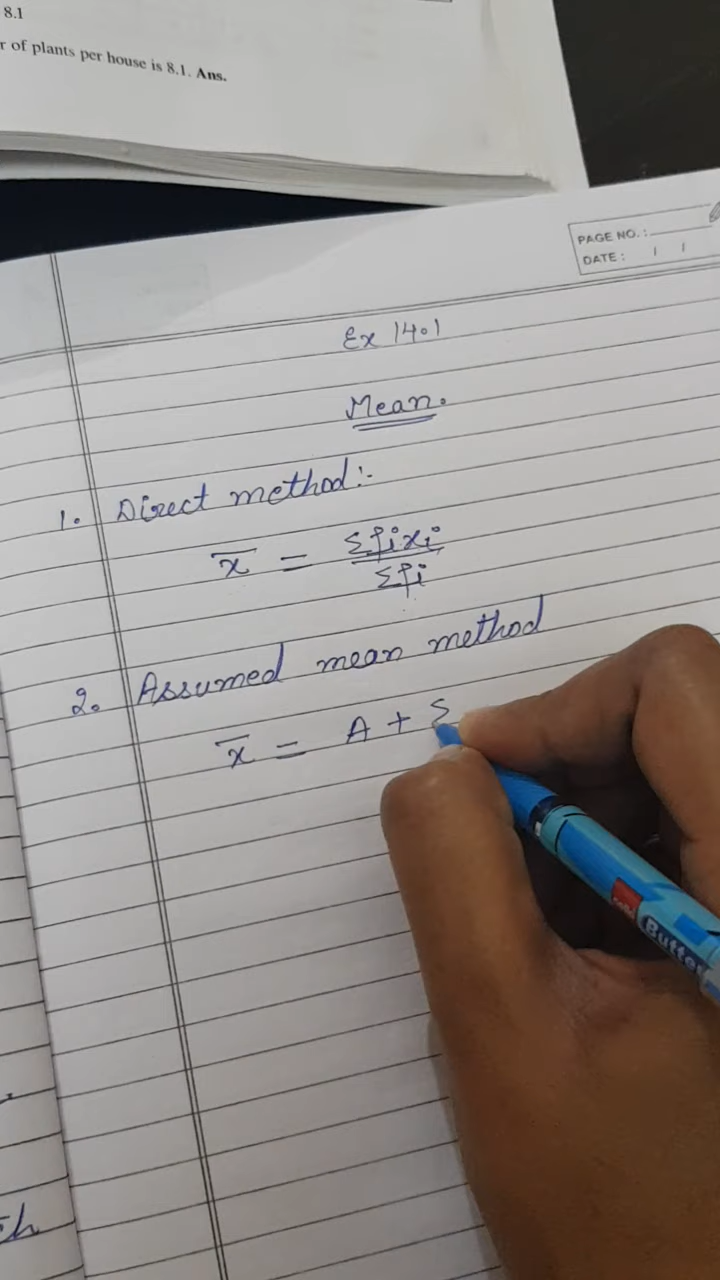 8.1
r of plants per house is 8.1. Ans.
PAGE NO.:
DATE: / /
Ex 14.1
Mean.
1. Direct method:-
x̄ = Σfixi / Σfi
2. Assumed mean method
x̄ = A + Σ
Cello
Butter